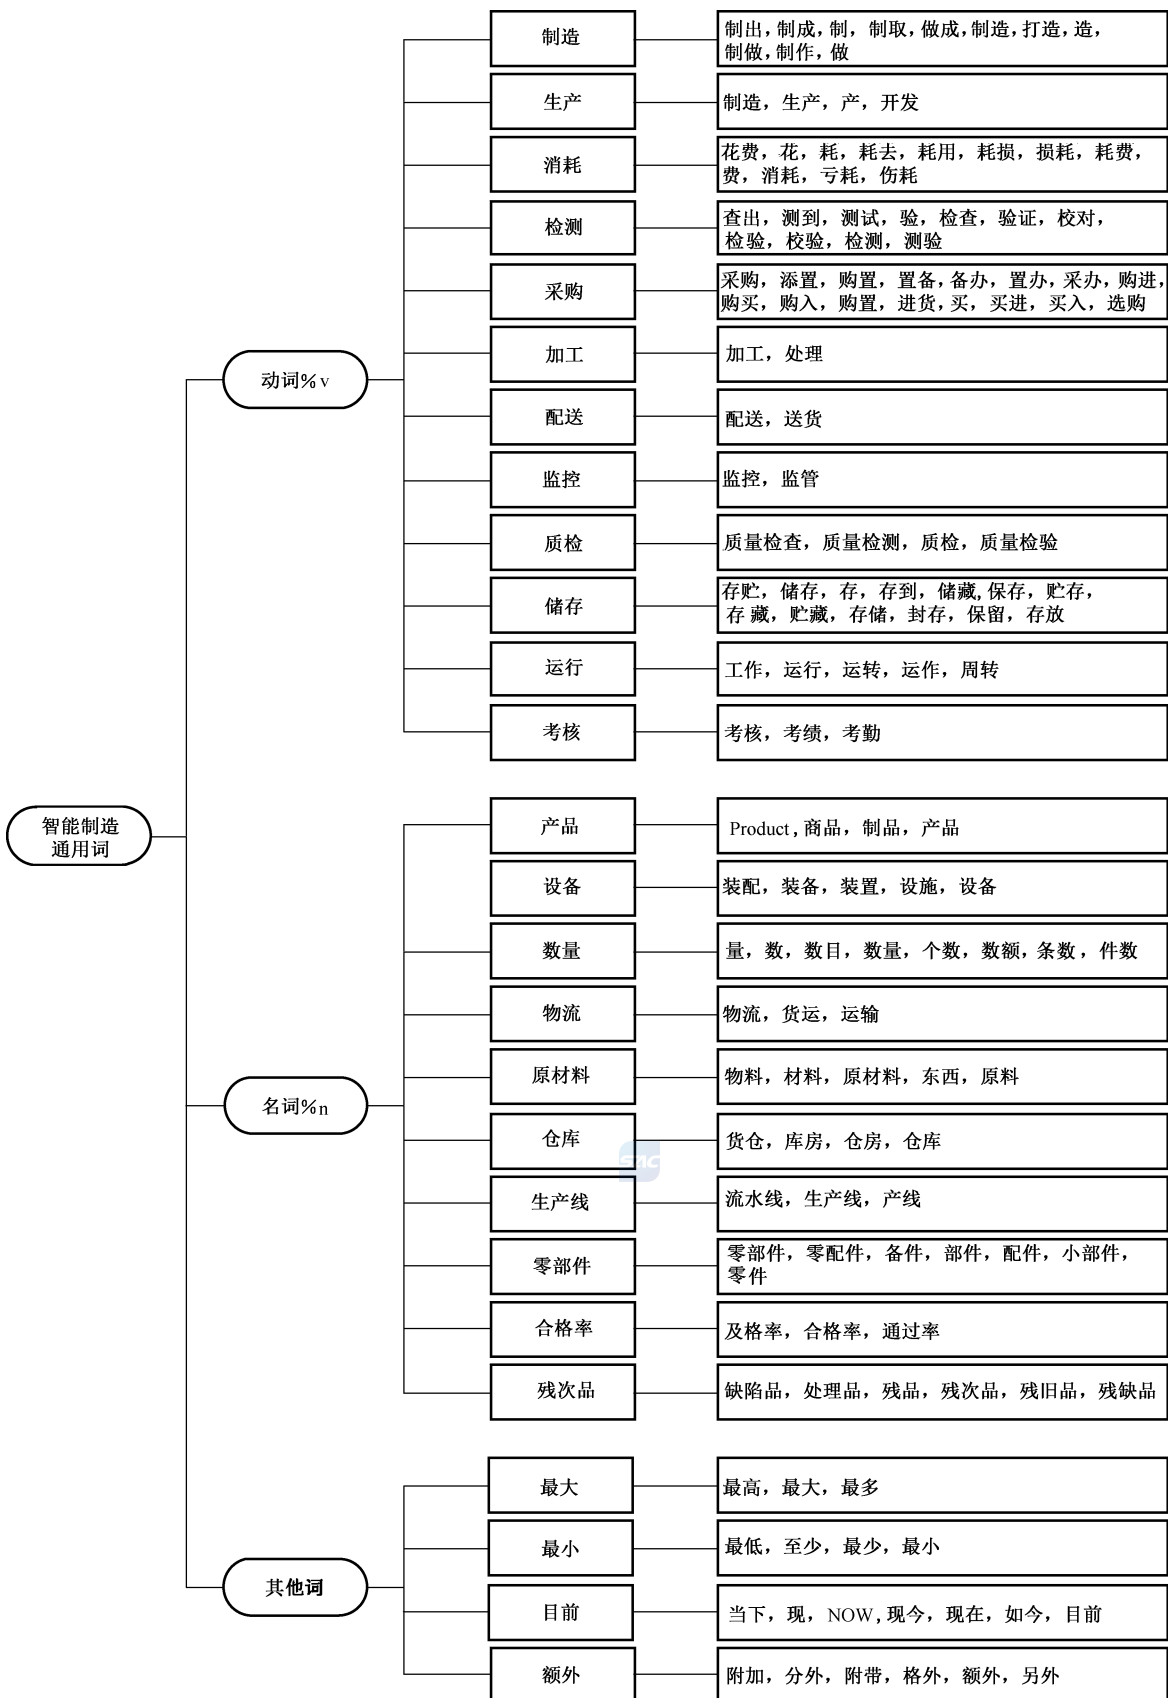 制造
制出,制成,制,制取,做成,制造,打造,造,
制做,制作,做
生产
制造，生产，产，开发
消耗
花费，花，耗，耗去，耗用，耗损，损耗，耗费，
费，消耗，亏耗，伤耗
检测
查出，测到，测试，验，检查，验证，校对，
检验，校验，检测，测验
采购
采购，添置，购置，置备,备办，置办，采办，购进，
购买，购入，购置，进货,买，买进，买入，选购
加工
加工，处理
动词%v
配送
配送，送货
监控
监控，监管
质检
质量检查，质量检测，质检，质量检验
储存
存贮，储存，存，存到，储藏,保存，贮存，
存 藏，贮藏，存储，封存，保留，存放
运行
工作，运行，运转，运作，周转
考核
考核，考绩，考勤
智能制造
通用词
产品
Product,商品，制品，产品
设备
装配，装备，装置，设施，设备
数量
量，数，数目，数量，个数，数额，条数，件数
物流
物流，货运，运输
原材料
物料，材料，原材料，东西，原料
名词%n
仓库
货仓，库房，仓房，仓库
SAC
生产线
流水线，生产线，产线
零部件
零部件，零配件，备件，部件，配件，小部件，
零件
合格率
及格率，合格率，通过率
残次品
缺陷品，处理品，残品，残次品，残旧品，残缺品
最大
最高，最大，最多
最小
最低，至少，最少，最小
其他词
目前
当下，现，NOW,现今，现在，如今，目前
额外
附加，分外，附带，格外，额外，另外